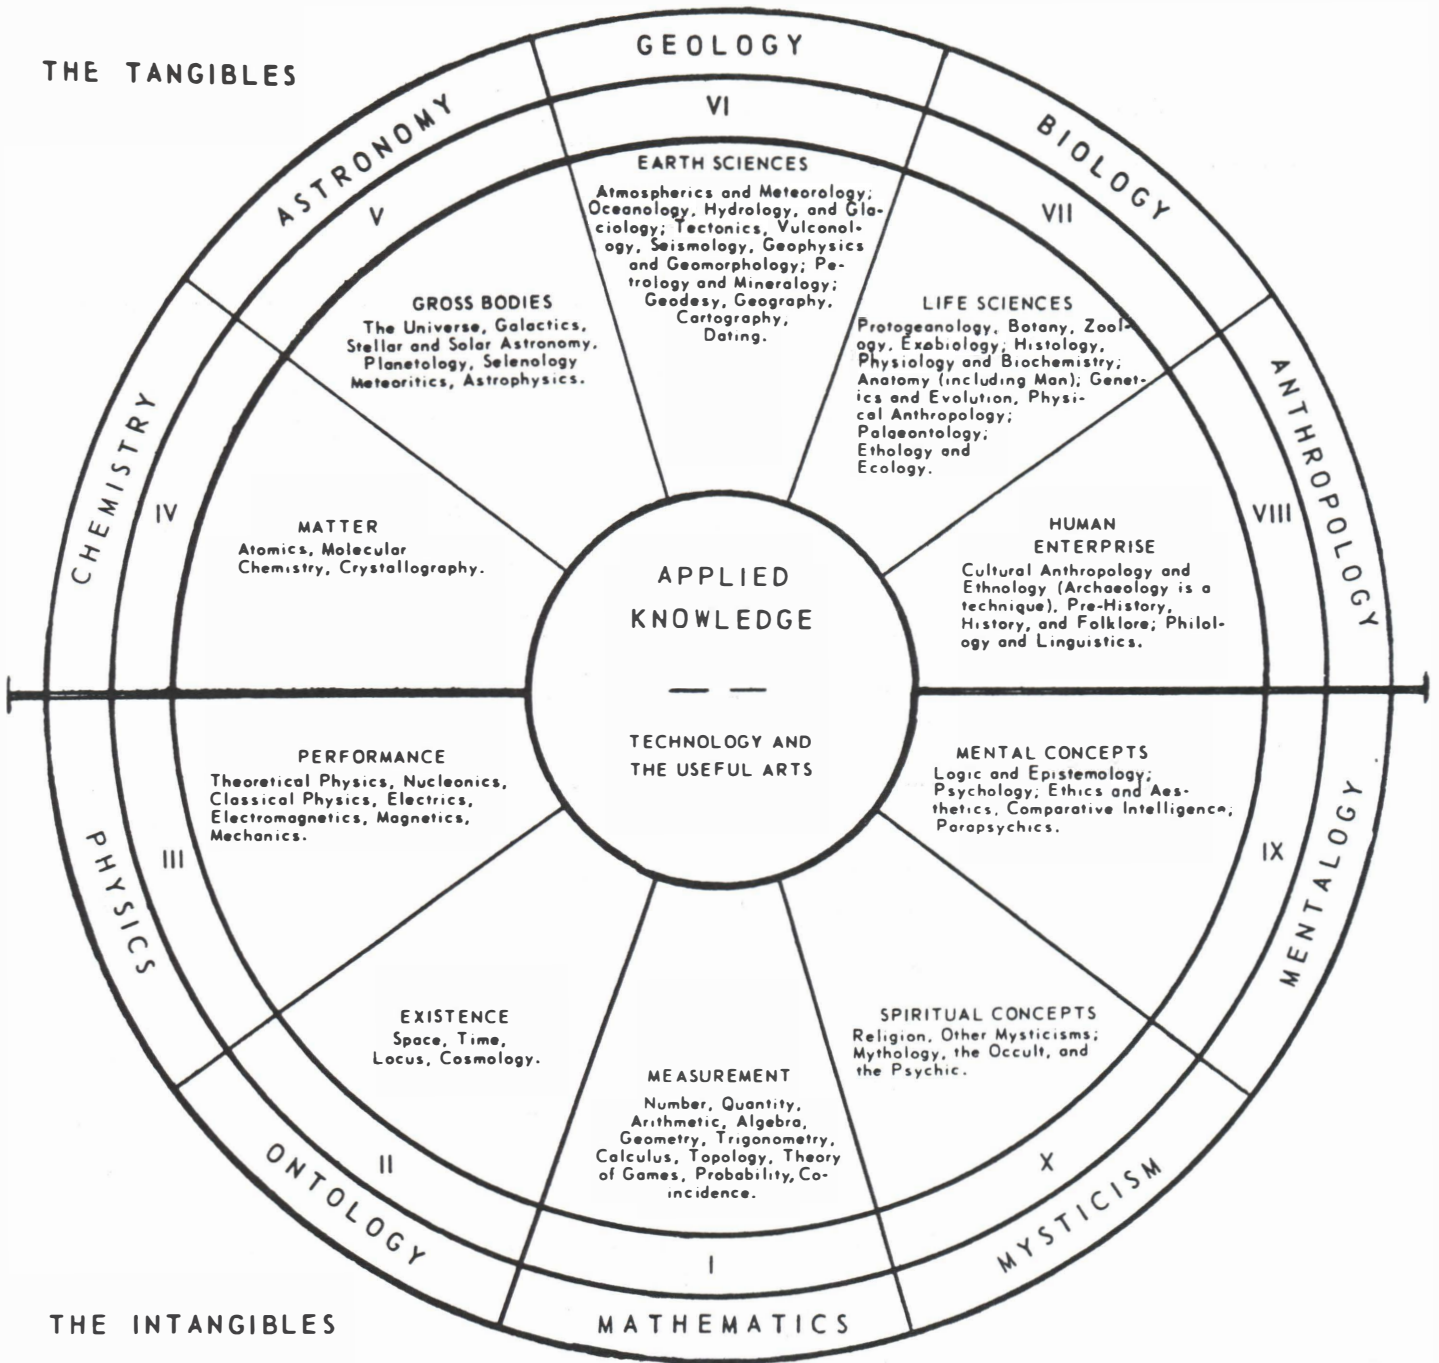 THE TANGIBLES
GEOLOGY
VI
EARTH SCIENCES
Atmospherics and Meteorology;
Oceanology, Hydrology, and Gla-
ciology; Tectonics, Vulconol-
ogy, Seismology, Geophysics
and Geomorphology; Pe-
trology and Mineralogy;
Geodesy, Geography,
Cartography,
Dating.
ASTRONOMY
V
GROSS BODIES
The Universe, Galactics,
Stellar and Solar Astronomy,
Planetology, Selenology
Meteoritics, Astrophysics.
BIOLOGY
VII
LIFE SCIENCES
Protogeanology, Botany, Zool-
ogy, Exobiology; Histology,
Physiology and Biochemistry;
Anatomy (including Man); Genet-
ics and Evolution, Physi-
cal Anthropology;
Palaeontology;
Ethology and
Ecology.
CHEMISTRY
IV
MATTER
Atomics, Molecular
Chemistry, Crystallography.
ANTHROPOLOGY
VIII
HUMAN
ENTERPRISE
Cultural Anthropology and
Ethnology (Archaeology is a
technique), Pre-History,
History, and Folklore; Philol-
ogy and Linguistics.
APPLIED
KNOWLEDGE
— —
TECHNOLOGY AND
THE USEFUL ARTS
PHYSICS
III
PERFORMANCE
Theoretical Physics, Nucleonics,
Classical Physics, Electrics,
Electromagnetics, Magnetics,
Mechanics.
MENTALOGY
IX
MENTAL CONCEPTS
Logic and Epistemology;
Psychology; Ethics and Aes-
thetics, Comparative Intelligence;
Parapsychics.
ONTOLOGY
II
EXISTENCE
Space, Time,
Locus, Cosmology.
MYSTICISM
X
SPIRITUAL CONCEPTS
Religion, Other Mysticisms;
Mythology, the Occult, and
the Psychic.
MEASUREMENT
Number, Quantity,
Arithmetic, Algebra,
Geometry, Trigonometry,
Calculus, Topology, Theory
of Games, Probability, Co-
incidence.
I
MATHEMATICS
THE INTANGIBLES